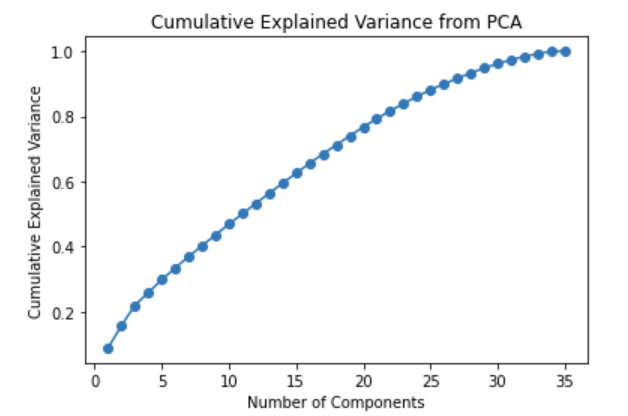 Cumulative Explained Variance from PCA
1.0
0.8
0.6
0.4
0.2
Cumulative Explained Variance
0 5 10 15 20 25 30 35
Number of Components